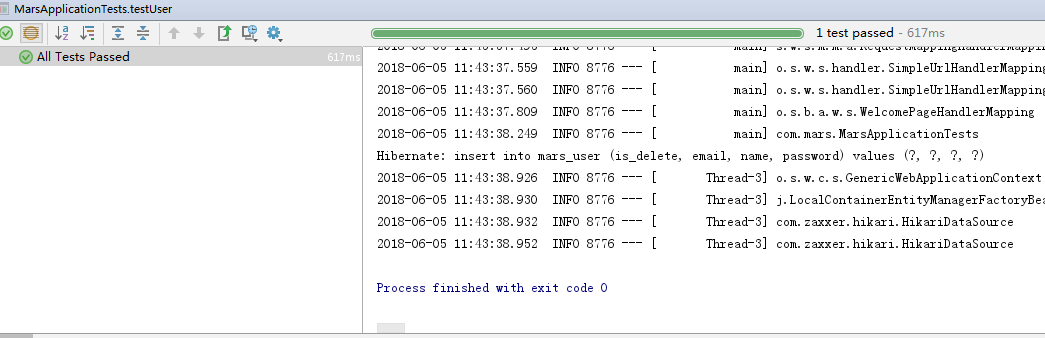 MarsApplicationTests.testUser
1 test passed - 617ms
All Tests Passed 617ms
2018-06-05 11:43:37.559 INFO 8776 --- [ main] o.s.w.s.handler.SimpleUrlHandlerMapping
2018-06-05 11:43:37.560 INFO 8776 --- [ main] o.s.w.s.handler.SimpleUrlHandlerMapping
2018-06-05 11:43:37.809 INFO 8776 --- [ main] o.s.b.a.w.s.WelcomePageHandlerMapping
2018-06-05 11:43:38.249 INFO 8776 --- [ main] com.mars.MarsApplicationTests
Hibernate: insert into mars_user (is_delete, email, name, password) values (?, ?, ?, ?)
2018-06-05 11:43:38.926 INFO 8776 --- [ Thread-3] o.s.w.c.s.GenericWebApplicationContext
2018-06-05 11:43:38.930 INFO 8776 --- [ Thread-3] j.LocalContainerEntityManagerFactoryBea
2018-06-05 11:43:38.932 INFO 8776 --- [ Thread-3] com.zaxxer.hikari.HikariDataSource
2018-06-05 11:43:38.952 INFO 8776 --- [ Thread-3] com.zaxxer.hikari.HikariDataSource
Process finished with exit code 0